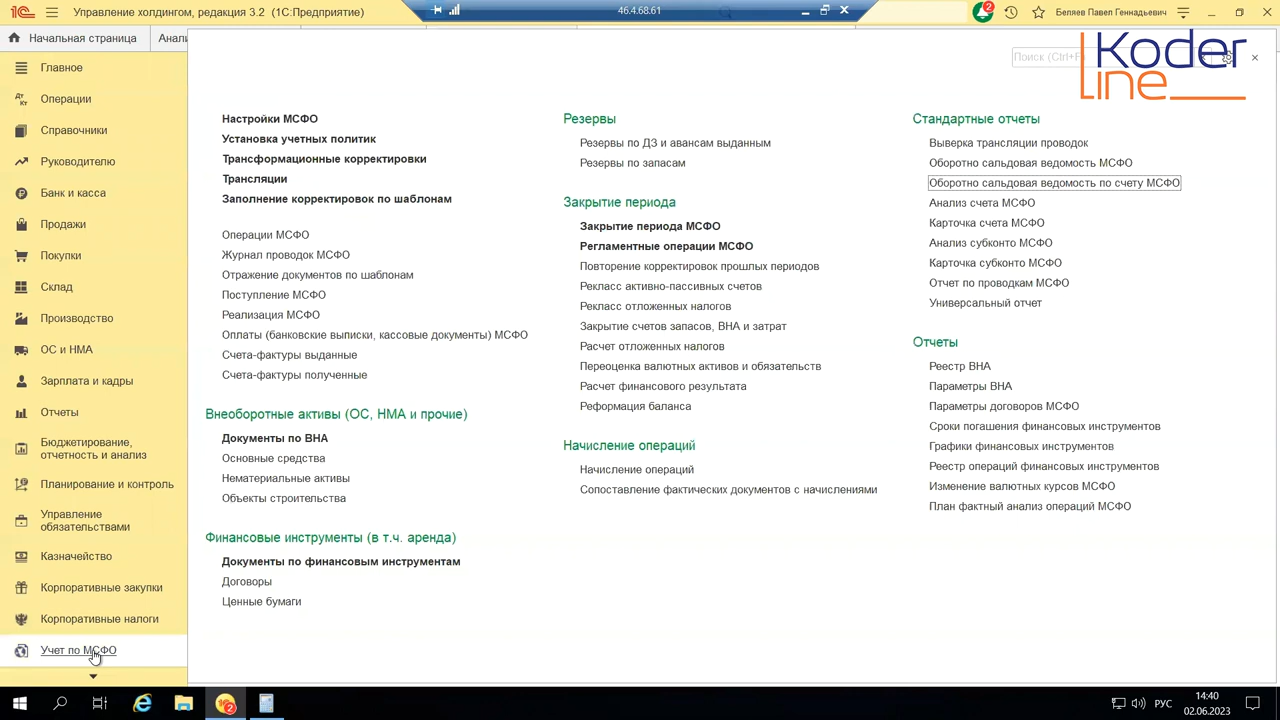 Управление холдингом, редакция 3.2 (1С:Предприятие)
46.4.68.61
2
Беляев Павел Геннадьевич
Начальная страница
Поиск (Ctrl+F)
Koder
line
Главное
Операции
Справочники
Руководителю
Банк и касса
Продажи
Покупки
Склад
Производство
ОС и НМА
Зарплата и кадры
Отчеты
Бюджетирование,
отчетность и анализ
Планирование и контроль
Управление
обязательствами
Казначейство
Корпоративные закупки
Корпоративные налоги
Учет по МСФО
Настройки МСФО
Установка учетных политик
Трансформационные корректировки
Трансляции
Заполнение корректировок по шаблонам
Операции МСФО
Журнал проводок МСФО
Отражение документов по шаблонам
Поступление МСФО
Реализация МСФО
Оплаты (банковские выписки, кассовые документы) МСФО
Счета-фактуры выданные
Счета-фактуры полученные
Внеоборотные активы (ОС, НМА и прочие)
Документы по ВНА
Основные средства
Нематериальные активы
Объекты строительства
Финансовые инструменты (в т.ч. аренда)
Документы по финансовым инструментам
Договоры
Ценные бумаги
Резервы
Резервы по ДЗ и авансам выданным
Резервы по запасам
Закрытие периода
Закрытие периода МСФО
Регламентные операции МСФО
Повторение корректировок прошлых периодов
Рекласс активно-пассивных счетов
Рекласс отложенных налогов
Закрытие счетов запасов, ВНА и затрат
Расчет отложенных налогов
Переоценка валютных активов и обязательств
Расчет финансового результата
Реформация баланса
Начисление операций
Начисление операций
Сопоставление фактических документов с начислениями
Стандартные отчеты
Выверка трансляции проводок
Оборотно сальдовая ведомость МСФО
Оборотно сальдовая ведомость по счету МСФО
Анализ счета МСФО
Карточка счета МСФО
Анализ субконто МСФО
Карточка субконто МСФО
Отчет по проводкам МСФО
Универсальный отчет
Отчеты
Реестр ВНА
Параметры ВНА
Параметры договоров МСФО
Сроки погашения финансовых инструментов
Графики финансовых инструментов
Реестр операций финансовых инструментов
Изменение валютных курсов МСФО
План фактный анализ операций МСФО
2
РУС
14:40
02.06.2023